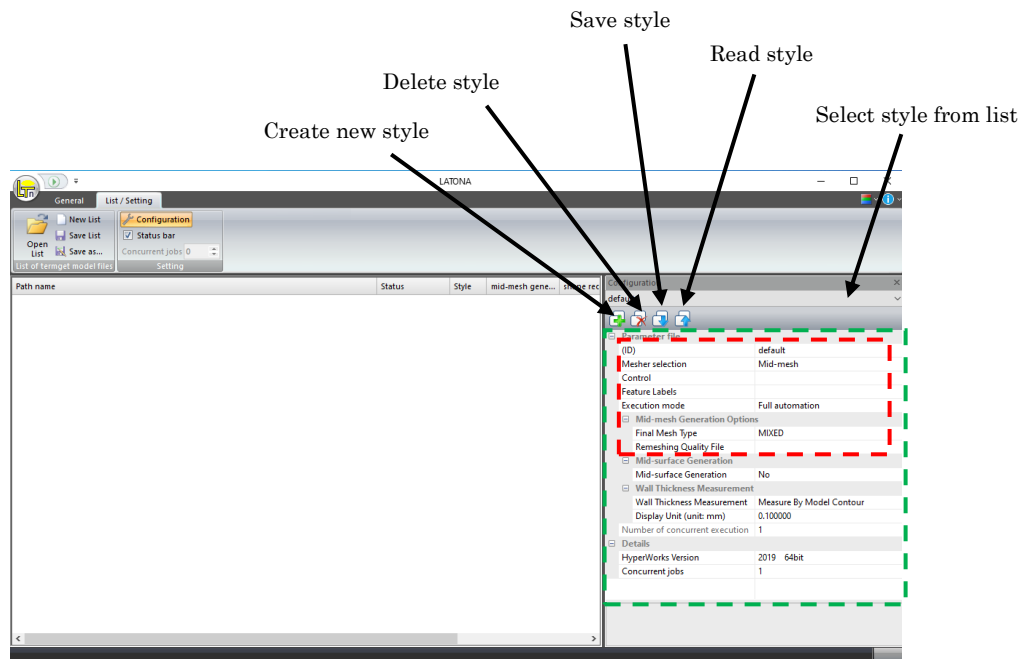 Save style
Read style
Delete style
Select style from list
Create new style
LTn
LATONA
General List / Setting
New List
Save List
Save as...
Open
List
List of termget model files
Configuration
Status bar
Concurrent jobs 0
Setting
Path name Status Style mid-mesh gene... shape rec
Configuration
default
Parameter file
(ID) default
Mesher selection Mid-mesh
Control
Feature Labels
Execution mode Full automation
Mid-mesh Generation Options
Final Mesh Type MIXED
Remeshing Quality File
Mid-surface Generation
Mid-surface Generation No
Wall Thickness Measurement
Wall Thickness Measurement Measure By Model Contour
Display Unit (unit: mm) 0.100000
Number of concurrent execution 1
Details
HyperWorks Version 2019 64bit
Concurrent jobs 1